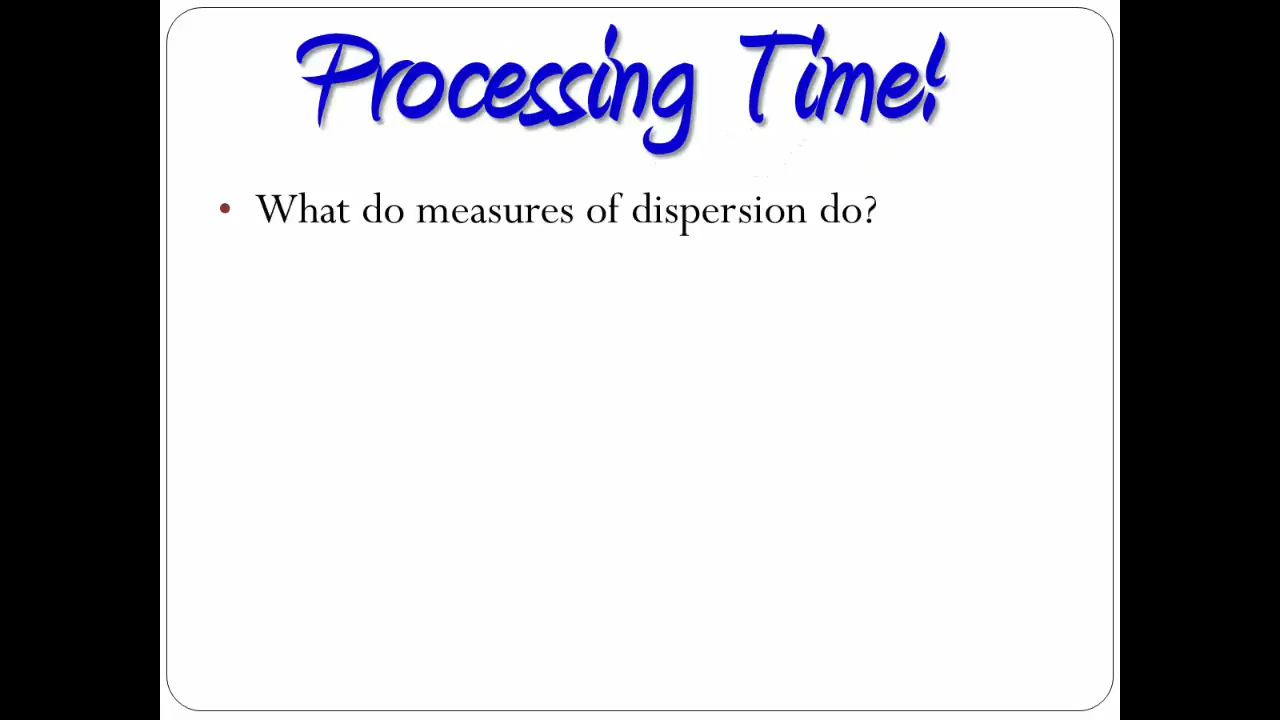 Processing Time!
• What do measures of dispersion do?